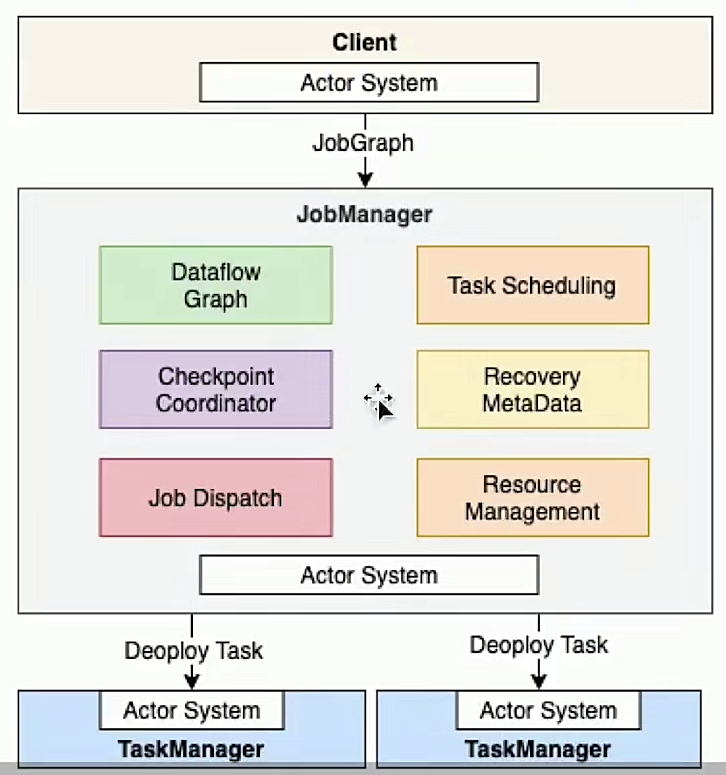 Client
Actor System
JobGraph
JobManager
Dataflow
Graph
Task Scheduling
Checkpoint
Coordinator
Recovery
MetaData
Job Dispatch
Resource
Management
Actor System
Deoploy Task
Deoploy Task
Actor System
TaskManager
Actor System
TaskManager